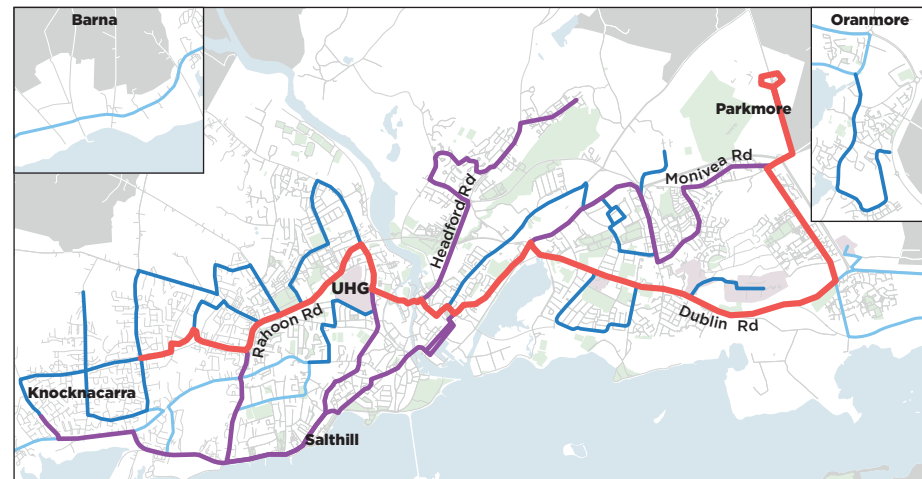 Barna
Oranmore
Parkmore
Monivea Rd
Headford Rd
UHG
Rahoon Rd
Dublin Rd
Knocknacarra
Salthill